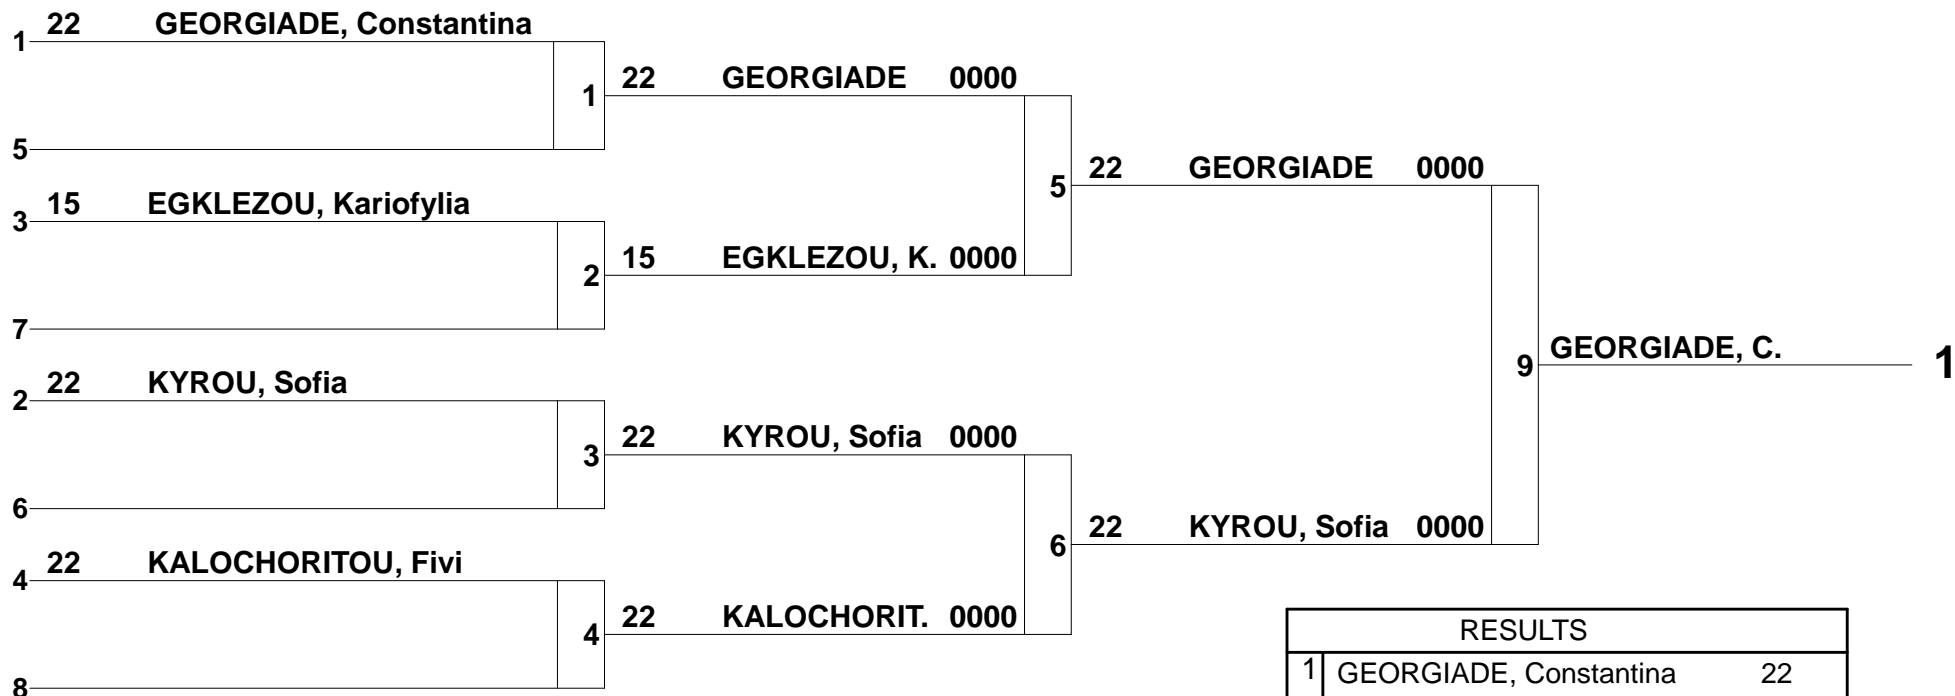 22 GEORGIADE, Constantina
1
22 GEORGIADE 0000
1
5
22 GEORGIADE 0000
5
15 EGKLEZOU, Kariofylia
3
15 EGKLEZOU, K. 0000
2
7
GEORGIADE, C.
9
1
22 KYROU, Sofia
2
22 KYROU, Sofia 0000
3
6
22 KYROU, Sofia 0000
6
22 KALOCHORITOU, Fivi
4
22 KALOCHORIT. 0000
4
8
RESULTS
1 GEORGIADE, Constantina 22